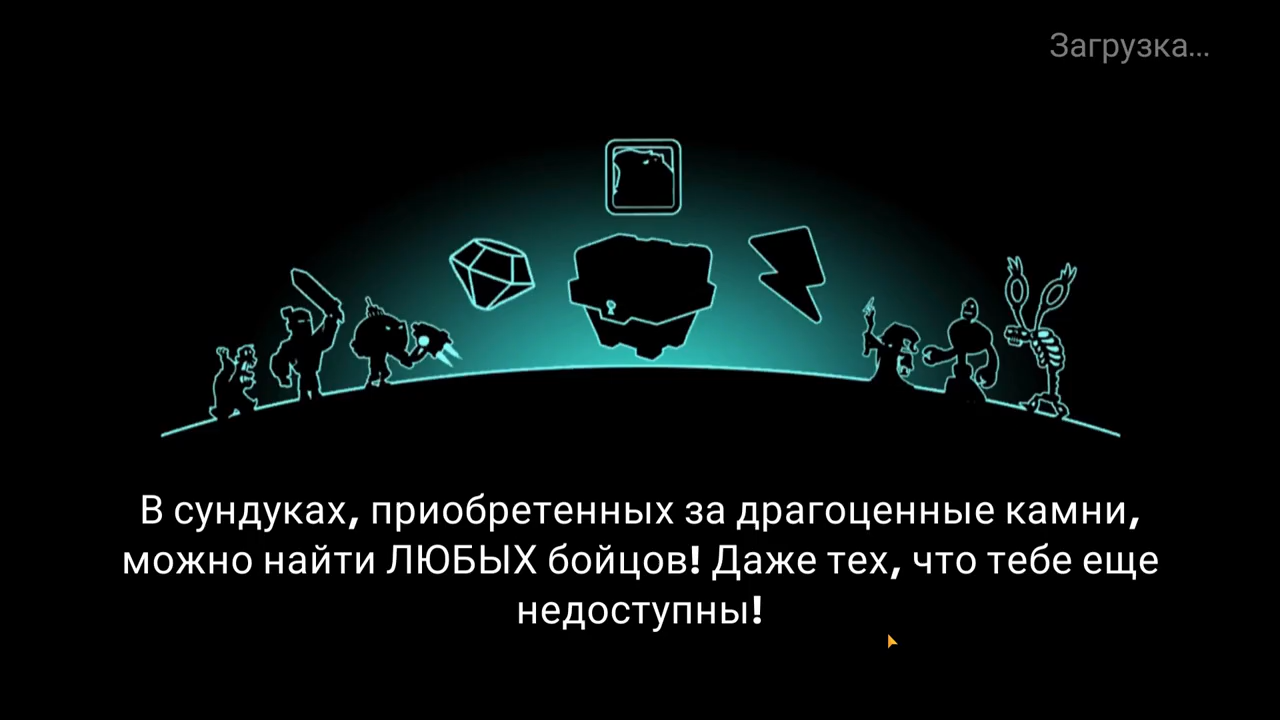 Загрузка...
В сундуках, приобретенных за драгоценные камни,
можно найти ЛЮБЫХ бойцов! Даже тех, что тебе еще
недоступны!